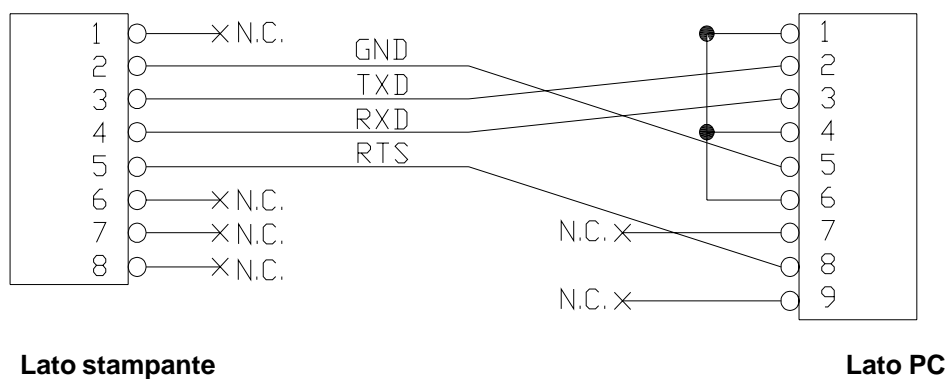 1 N.C. 1
2 GND 2
3 TXD 3
4 RXD 4
5 RTS 5
6 N.C. 6
7 N.C. N.C. 7
8 N.C. 8
N.C. 9
Lato stampante Lato PC